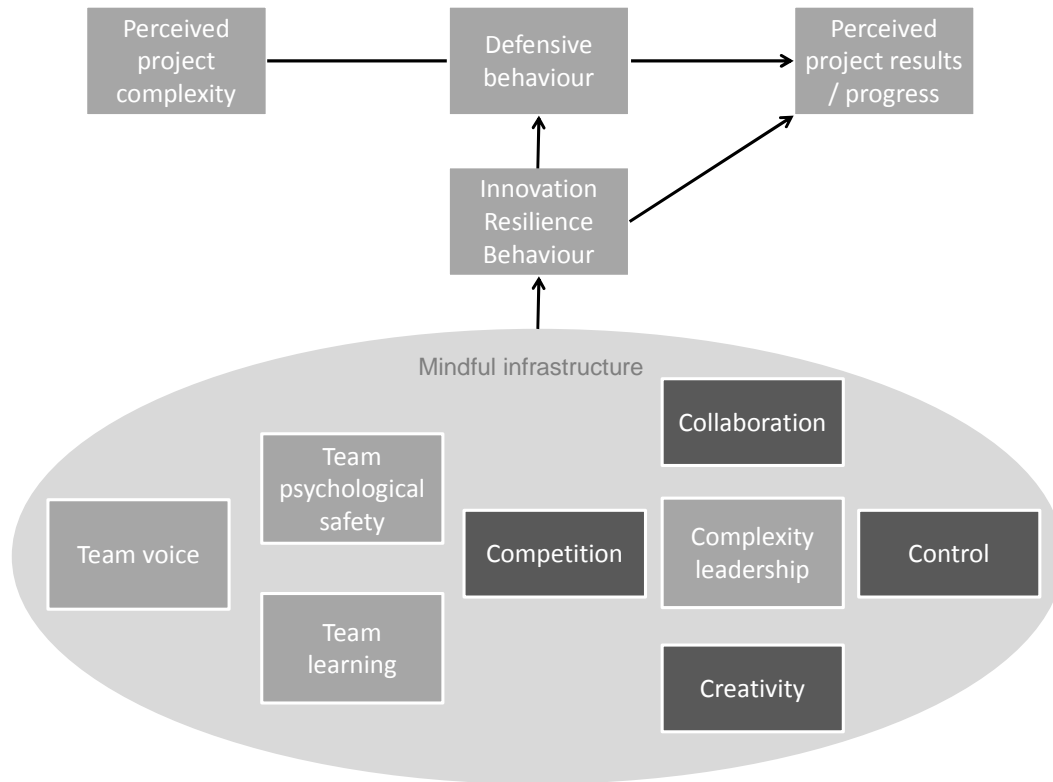 Perceived
project
complexity
Defensive
behaviour
Perceived
project results
/ progress
Innovation
Resilience
Behaviour
Mindful infrastructure
Collaboration
Team
psychological
safety
Team voice
Competition
Complexity
leadership
Control
Team
learning
Creativity